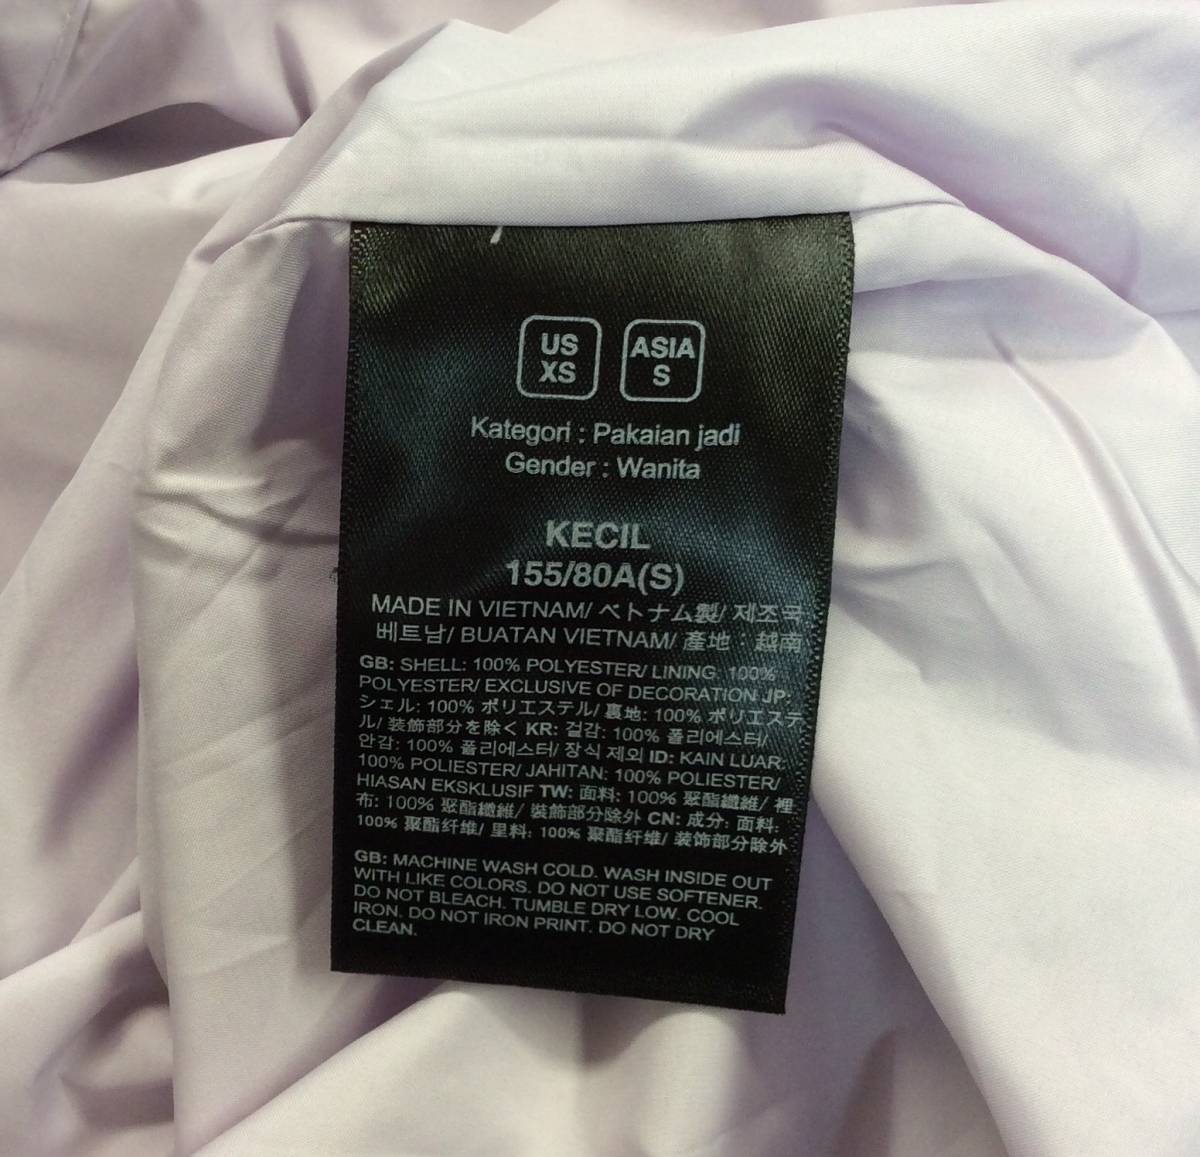 US
XS
ASIA
S
Kategori : Pakaian jadi
Gender : Wanita
KECIL
155/80A(S)
MADE IN VIETNAM/ ベトナム製/ 제조국:
베트남/ BUATAN VIETNAM/ 產地 : 越南
GB: SHELL: 100% POLYESTER/ LINING: 100%
POLYESTER/ EXCLUSIVE OF DECORATION JP:
シェル: 100% ポリエステル/ 裏地: 100% ポリエステ
ル/ 装飾部分を除く KR: 겉감: 100% 폴리에스터/
안감: 100% 폴리에스터/ 장식 제외 ID: KAIN LUAR:
100% POLIESTER/ JAHITAN: 100% POLIESTER/
HIASAN EKSKLUSIF TW: 面料: 100% 聚酯纖維/ 裡
布: 100% 聚酯纖維/ 裝飾部分除外 CN: 成分: 面料:
100% 聚酯纤维/ 里料: 100% 聚酯纤维/ 装饰部分除外
GB: MACHINE WASH COLD. WASH INSIDE OUT
WITH LIKE COLORS. DO NOT USE SOFTENER.
DO NOT BLEACH. TUMBLE DRY LOW. COOL
IRON. DO NOT IRON PRINT. DO NOT DRY
CLEAN.